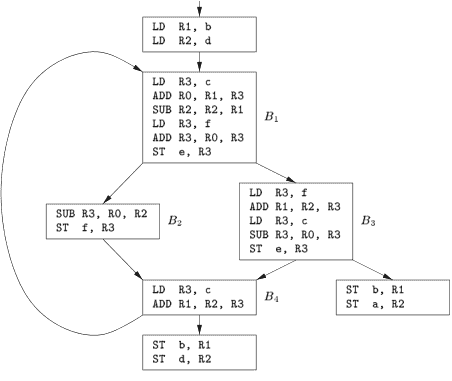 LD R1, b
LD R2, d
LD R3, c
ADD R0, R1, R3
SUB R2, R2, R1
LD R3, f
ADD R3, R0, R3
ST e, R3
B1
SUB R3, R0, R2
ST f, R3
B2
LD R3, f
ADD R1, R2, R3
LD R3, c
SUB R3, R0, R3
ST e, R3
B3
LD R3, c
ADD R1, R2, R3
B4
ST b, R1
ST a, R2
ST b, R1
ST d, R2